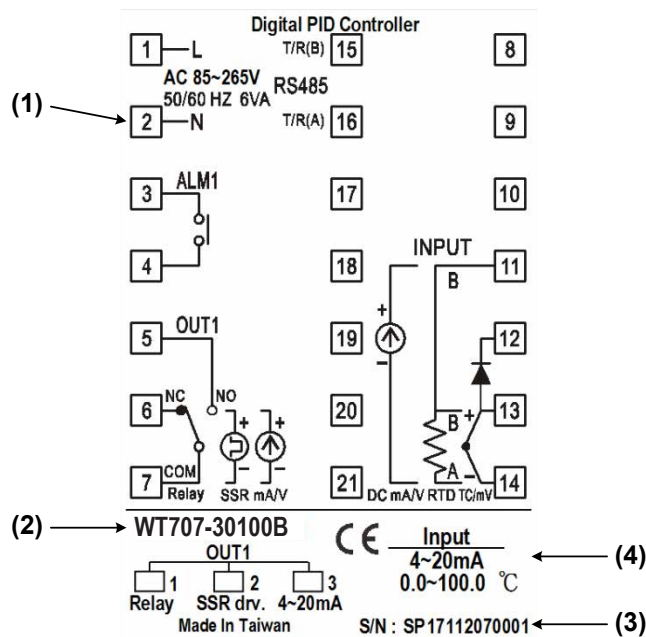 Digital PID Controller
1 L T/R(B) 15 8
AC 85~265V
50/60 HZ 6VA RS485
(1) 2 N T/R(A) 16 9
3 ALM1 17 10
4 18 INPUT 11
B
5 OUT1 19 + - 12
6 NC NO 20 B + 13
+ - + -
7 COM 21 A - 14
Relay SSR mA/V DC mA/V RTD TC/mV
(2) WT707-30100B
CE Input
4~20mA (4)
0.0~100.0 ℃
OUT1
1 2 3
Relay SSR drv. 4~20mA
Made In Taiwan S/N : SP17112070001 (3)